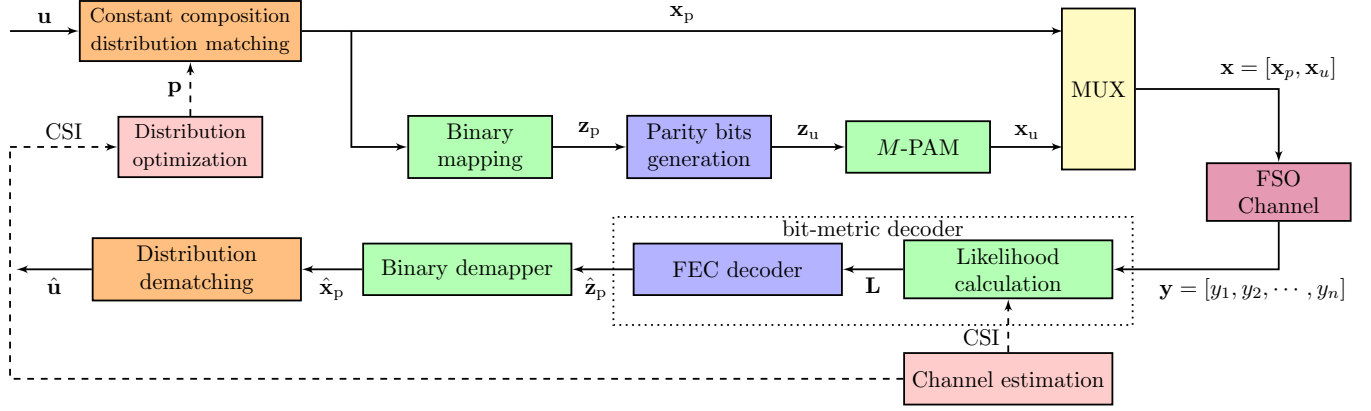 u
Constant composition
distribution matching
x_p
MUX
x = [x_p, x_u]
p
CSI
Distribution
optimization
Binary
mapping
z_p
Parity bits
generation
z_u
M-PAM
x_u
FSO
Channel
bit-metric decoder
Distribution
dematching
Binary demapper
FEC decoder
Likelihood
calculation
û
x̂_p
ẑ_p
L
y = [y_1, y_2, ⋯ , y_n]
CSI
Channel estimation